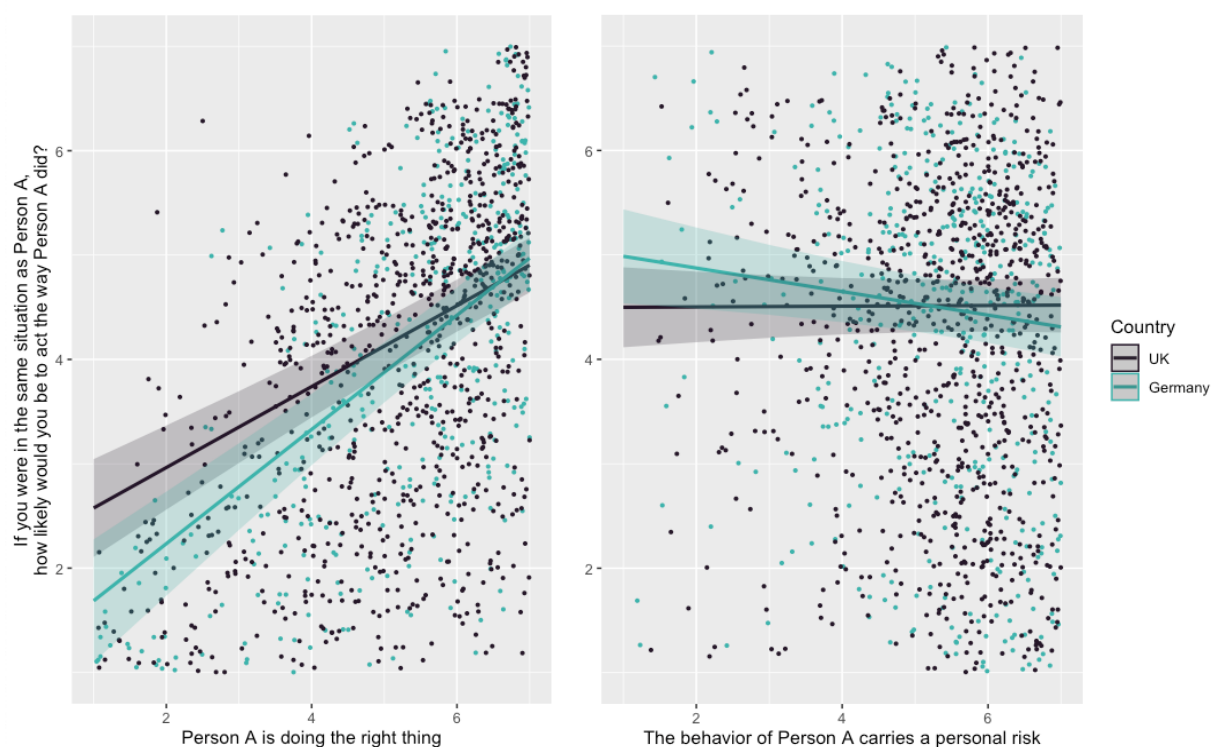 If you were in the same situation as Person A,
how likely would you be to act the way Person A did?
6
4
2
2
4
6
Person A is doing the right thing
6
4
2
2
4
6
The behavior of Person A carries a personal risk
Country
UK
Germany